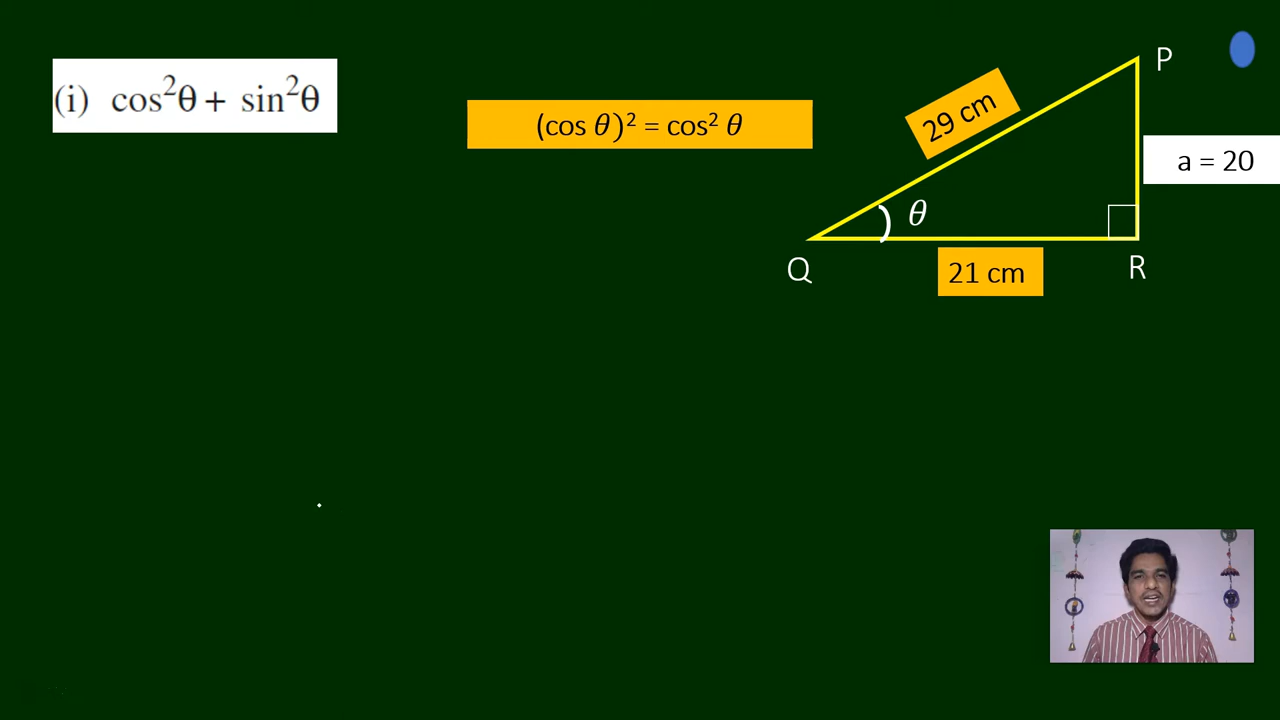 (i) cos²θ + sin²θ
(cos θ)² = cos² θ
29 cm
P
a = 20
θ
Q
21 cm
R